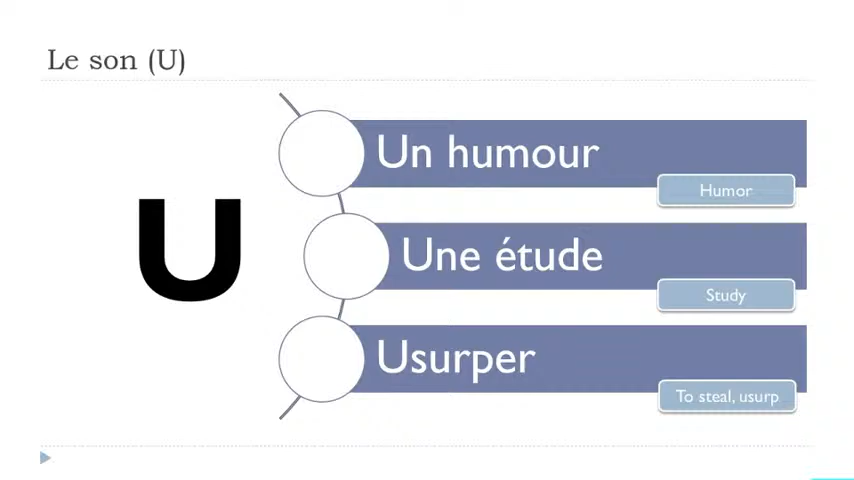 Le son (U)
U
Un humour
Humor
Une étude
Study
Usurper
To steal, usurp